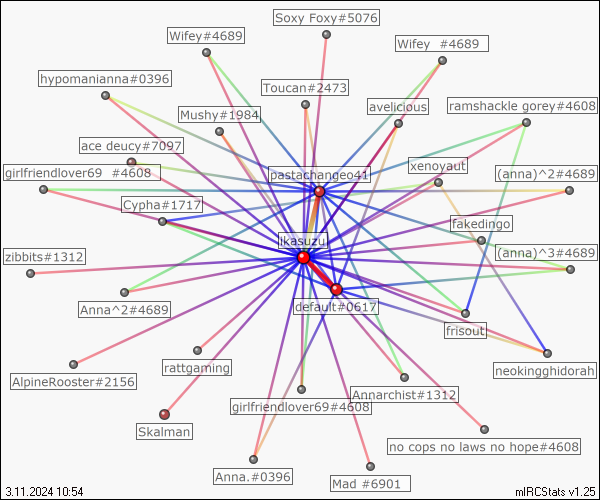 Soxy Foxy#5076
Wifey#4689
Wifey #4689
hypomanianna#0396
Toucan#2473
avelicious
ramshackle gorey#4608
Mushy#1984
ace deucy#7097
xenoyaut
girlfriendlover69 #4608
pastachange41
(anna)^2#4689
Cypha#1717
fakedingo
ikasuzu
(anna)^3#4689
zibbits#1312
Anna^2#4689
default#0617
frisout
rattgaming
neokingghidorah
AlpineRooster#2156
Annarchist#1312
girlfriendlover69#4608
Skalman
no cops no laws no hope#4608
Anna.#0396
Mad #6901
3.11.2024 10:54
mIRCStats v1.25